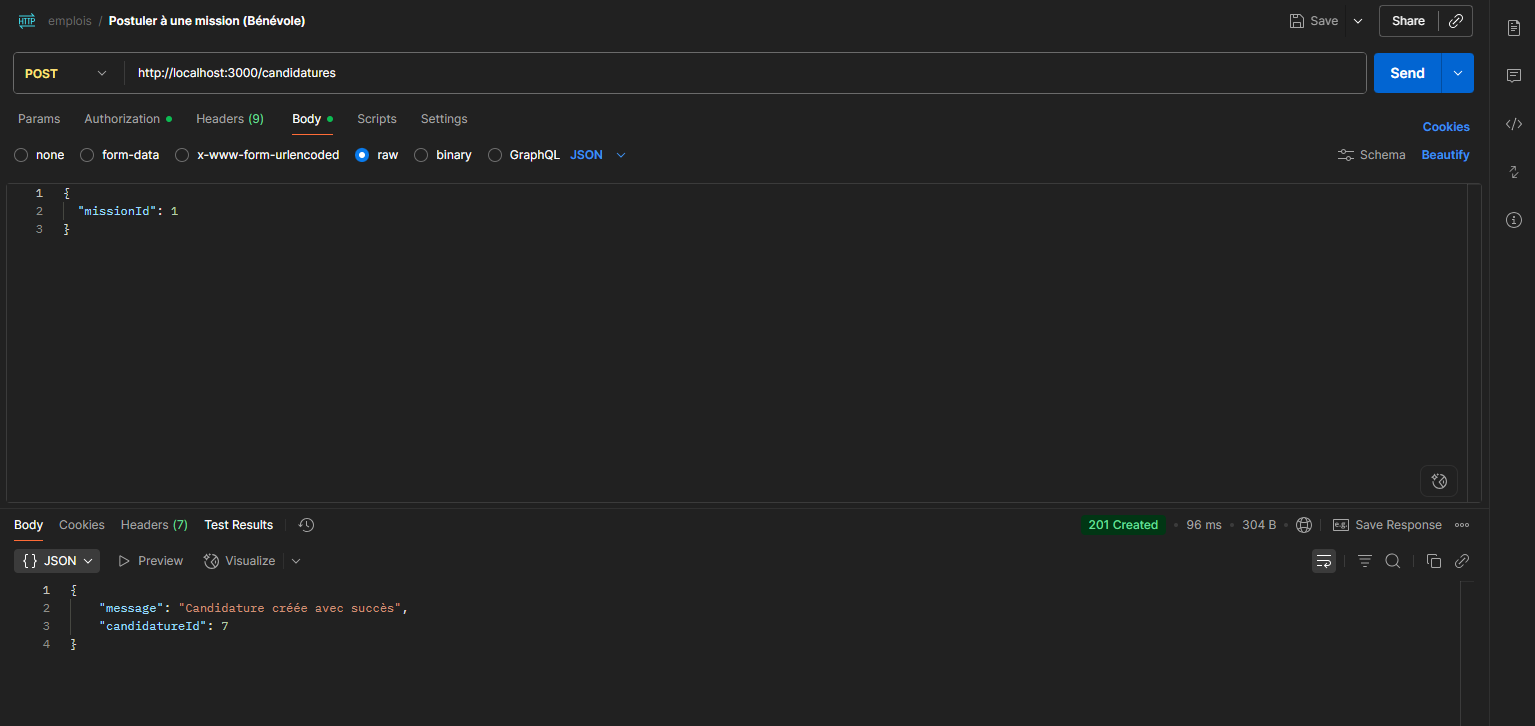 HTTP emplois / Postuler à une mission (Bénévole) Save Share
POST http://localhost:3000/candidatures Send
Params Authorization Headers (9) Body Scripts Settings Cookies
none form-data x-www-form-urlencoded raw binary GraphQL JSON Schema Beautify
1 {
2 "missionId": 1
3 }
Body Cookies Headers (7) Test Results 201 Created • 96 ms • 304 B • e.g. Save Response
{} JSON Preview Visualize
1 {
2 "message": "Candidature créée avec succès",
3 "candidatureId": 7
4 }